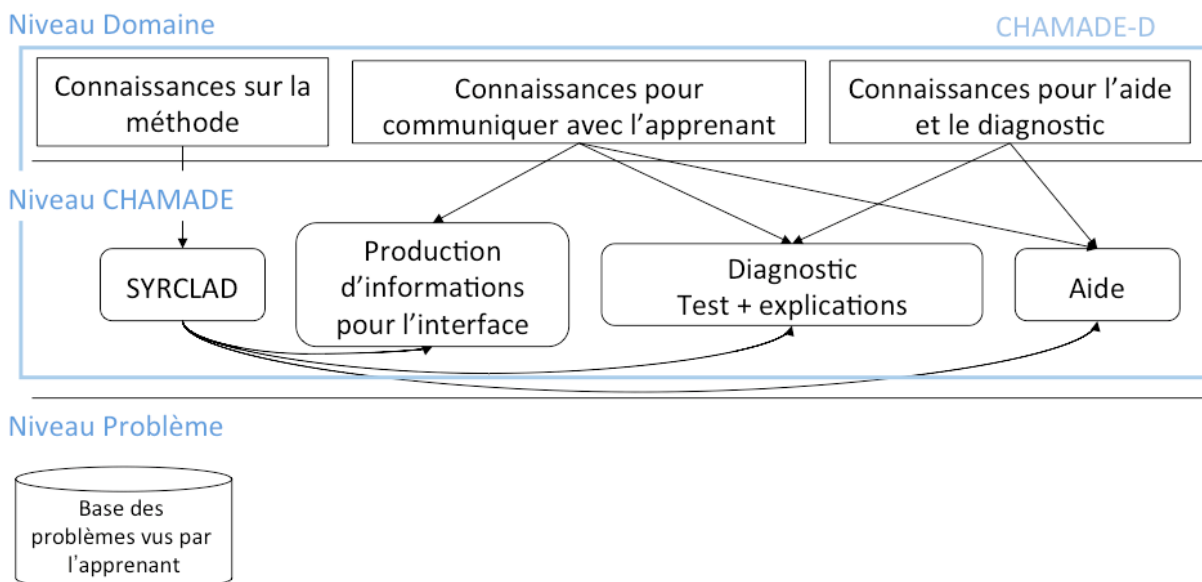 Niveau Domaine
CHAMADE-D
Connaissances sur la
méthode
Connaissances pour
communiquer avec l'apprenant
Connaissances pour l'aide
et le diagnostic
Niveau CHAMADE
SYRCLAD
Production
d'informations
pour l'interface
Diagnostic
Test + explications
Aide
Niveau Problème
Base des
problèmes vus par
l'apprenant